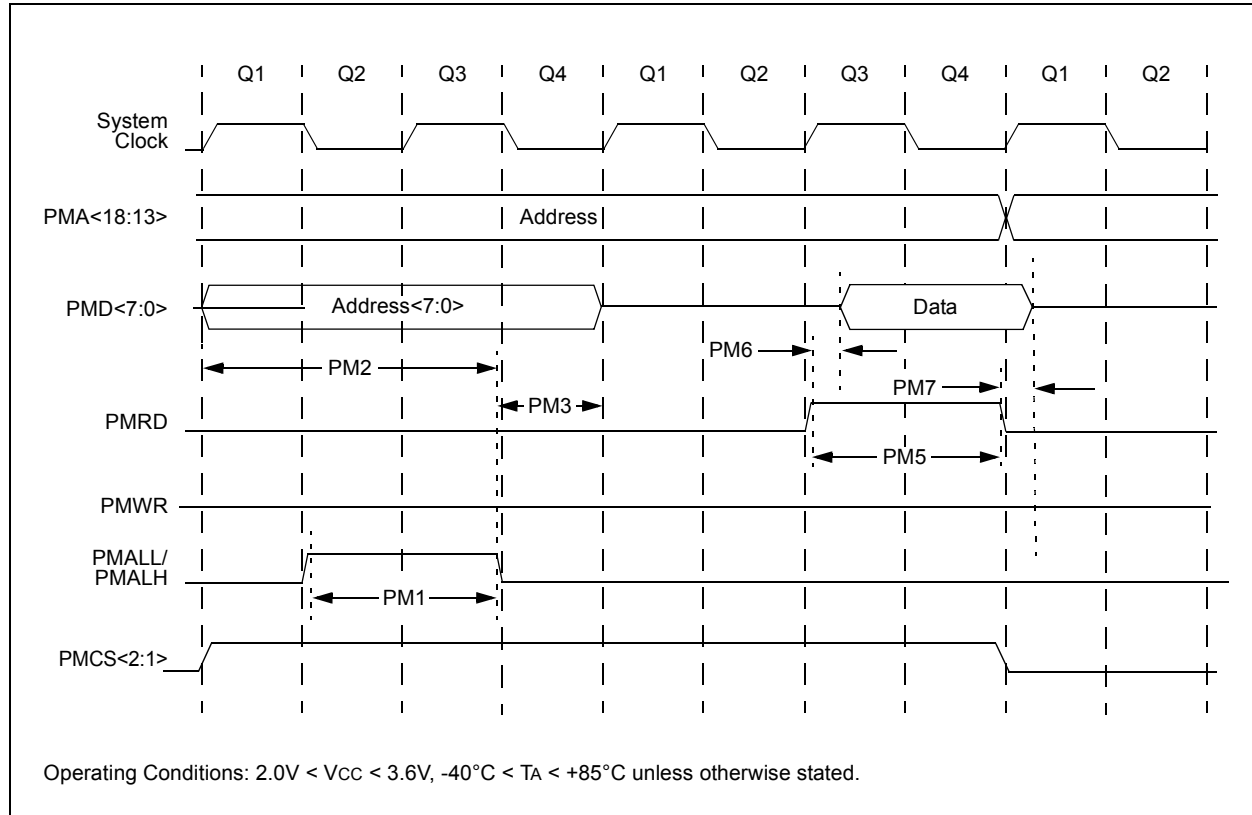 Q1 Q2 Q3 Q4 Q1 Q2 Q3 Q4 Q1 Q2
System
Clock
PMA<18:13>
Address
PMD<7:0>
Address<7:0>
Data
PM6
PM2
PM7
PM3
PMRD
PM5
PMWR
PMALL/
PMALH
PM1
PMCS<2:1>
Operating Conditions: 2.0V < VCC < 3.6V, -40°C < TA < +85°C unless otherwise stated.